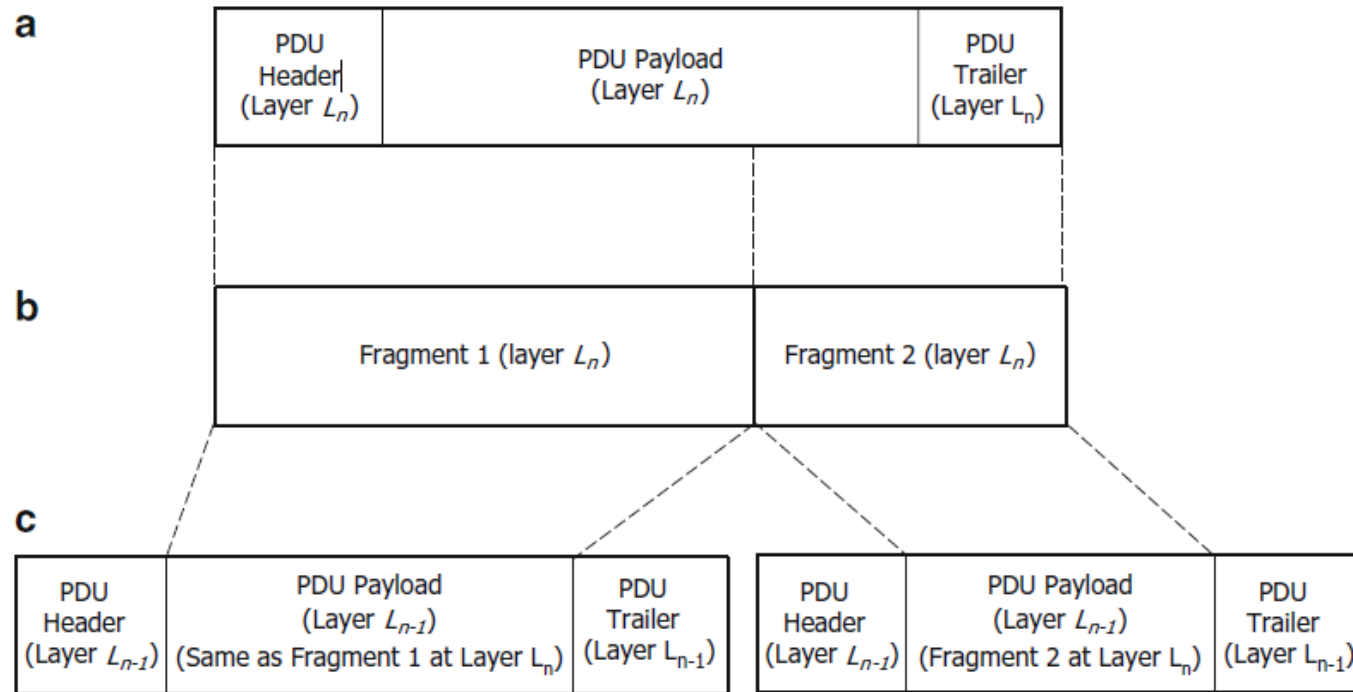 a
PDU
Header
(Layer Lₙ)
PDU Payload
(Layer Lₙ)
PDU
Trailer
(Layer Lₙ)
b
Fragment 1 (layer Lₙ)
Fragment 2 (layer Lₙ)
c
PDU
Header
(Layer Lₙ₋₁)
PDU Payload
(Layer Lₙ₋₁)
(Same as Fragment 1 at Layer Lₙ)
PDU
Trailer
(Layer Lₙ₋₁)
PDU
Header
(Layer Lₙ₋₁)
PDU Payload
(Layer Lₙ₋₁)
(Fragment 2 at Layer Lₙ)
PDU
Trailer
(Layer Lₙ₋₁)